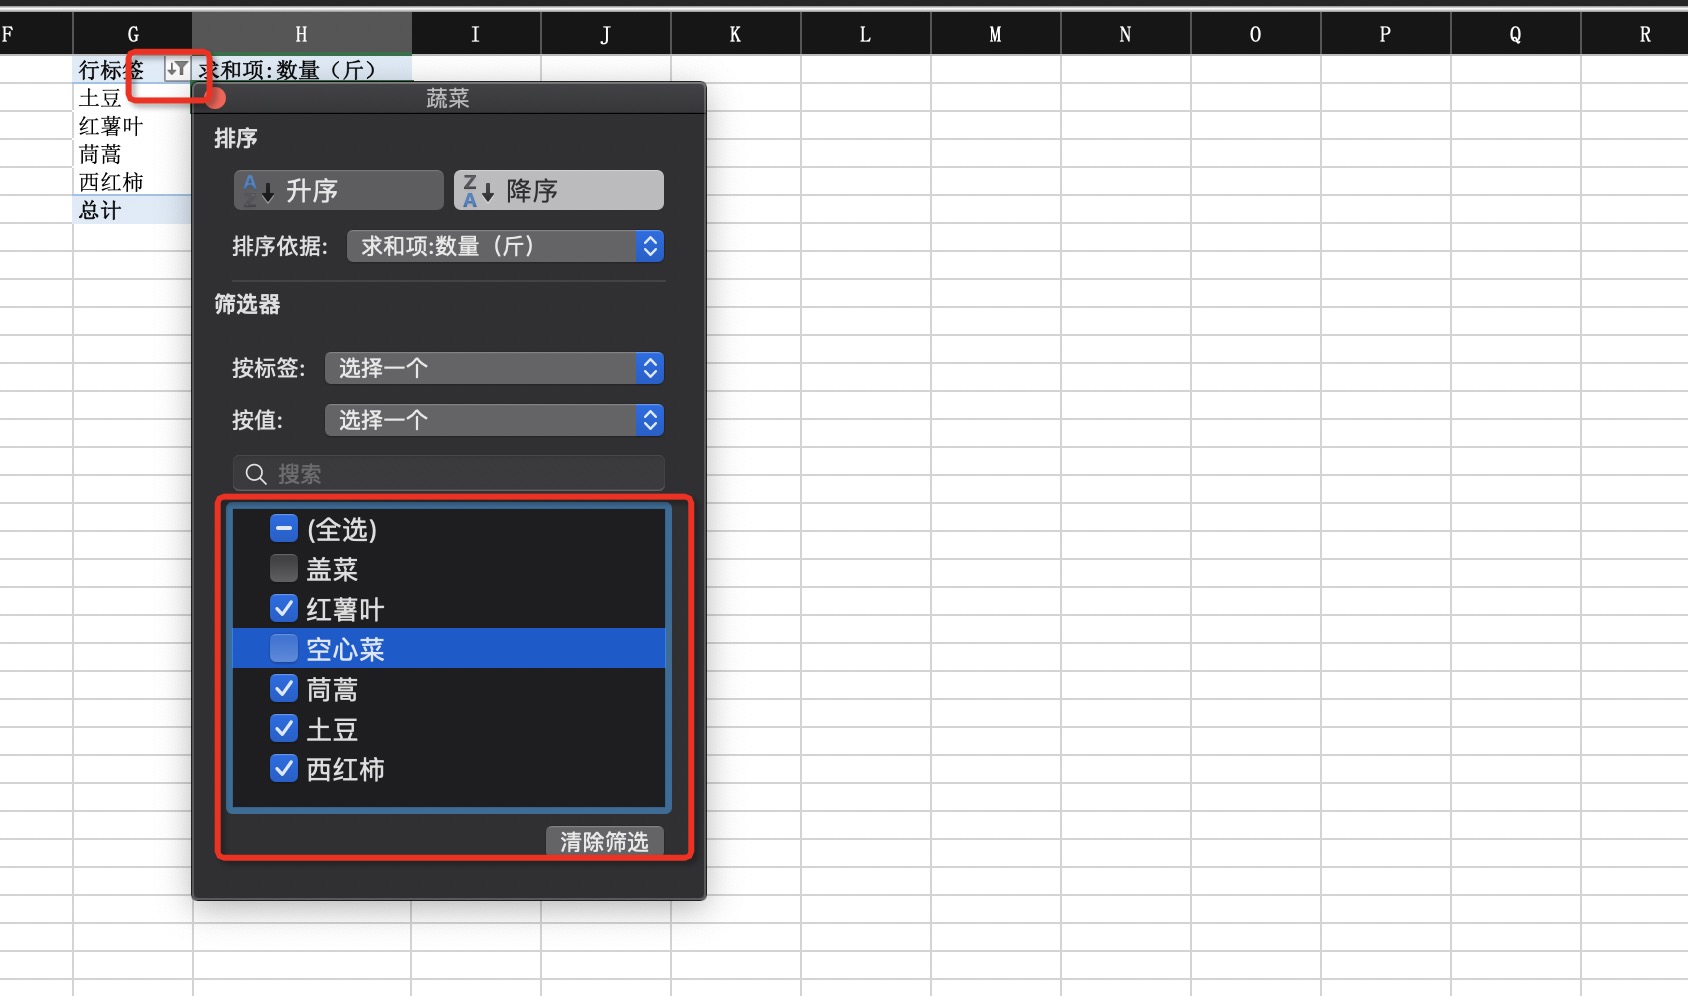 F G H I J K L M N O P Q R
行标签 求和项:数量（斤）
土豆
红薯叶
茼蒿
西红柿
总计
蔬菜
排序
A Z 升序 Z A 降序
排序依据: 求和项:数量（斤）
筛选器
按标签: 选择一个
按值: 选择一个
搜索
(全选)
盖菜
红薯叶
空心菜
茼蒿
土豆
西红柿
清除筛选